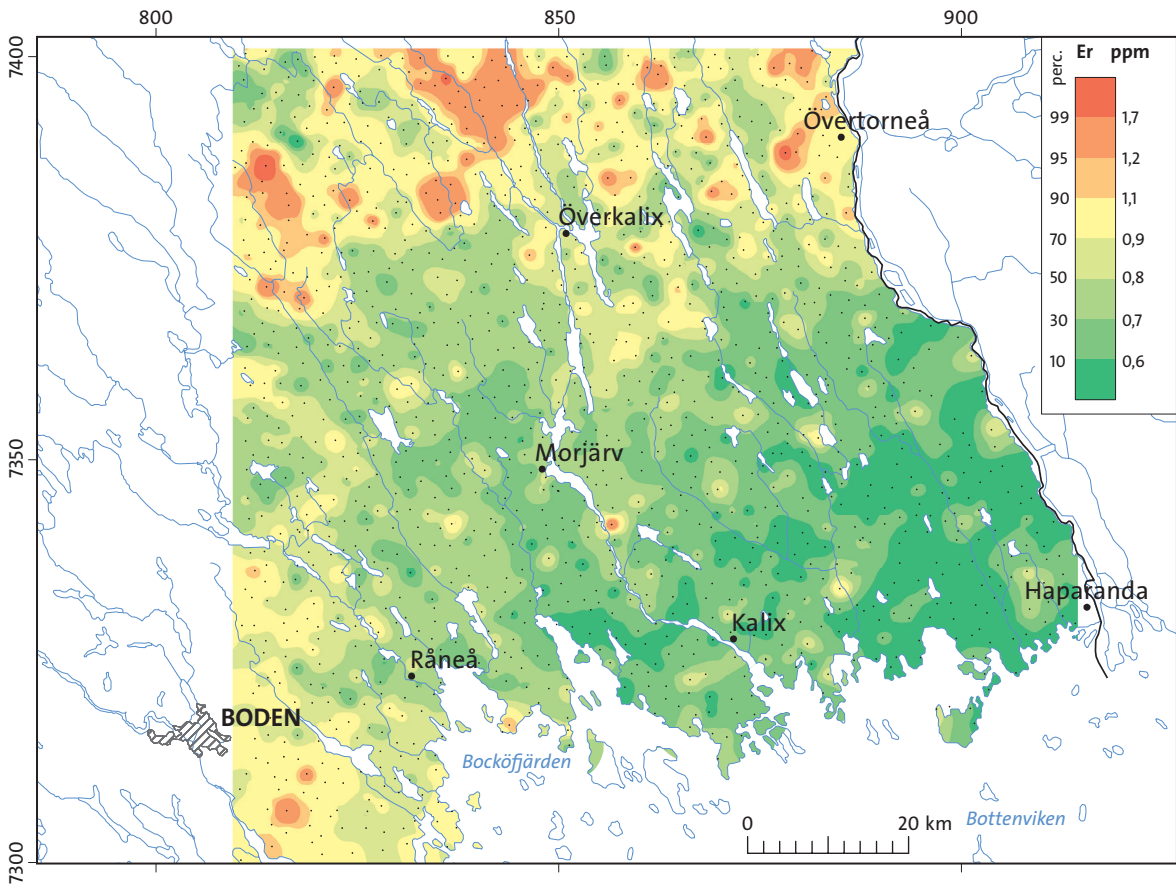 800
850
900
7400
7350
7300
perc.
Er ppm
99 1,7
95 1,2
90 1,1
70 0,9
50 0,8
30 0,7
10 0,6
Övertorneå
Överkalix
Morjärv
Haparanda
Kalix
Råneå
BODEN
Bocköfjärden
Bottenviken
0 20 km